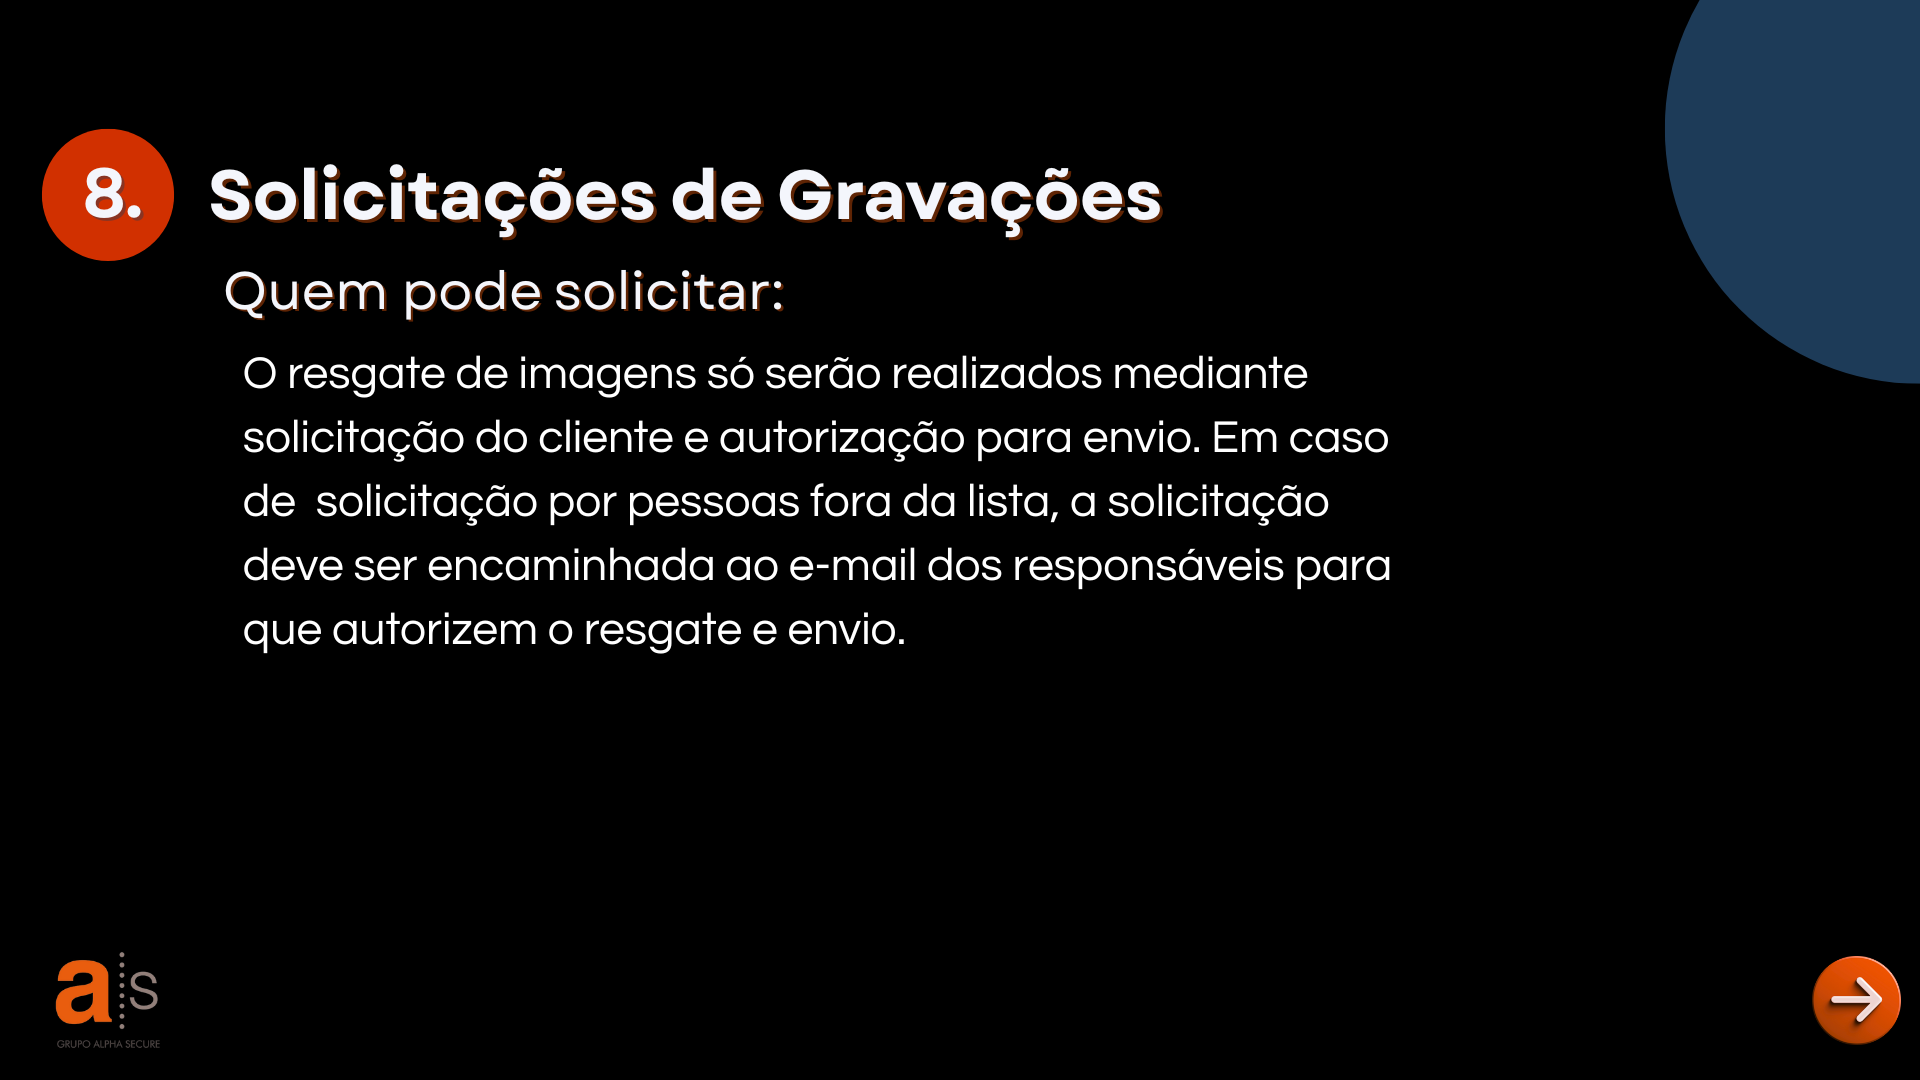 8. Solicitações de Gravações
Quem pode solicitar:
O resgate de imagens só serão realizados mediante
solicitação do cliente e autorização para envio. Em caso
de  solicitação por pessoas fora da lista, a solicitação
deve ser encaminhada ao e-mail dos responsáveis para
que autorizem o resgate e envio.
a s
GRUPO ALPHA SECURE